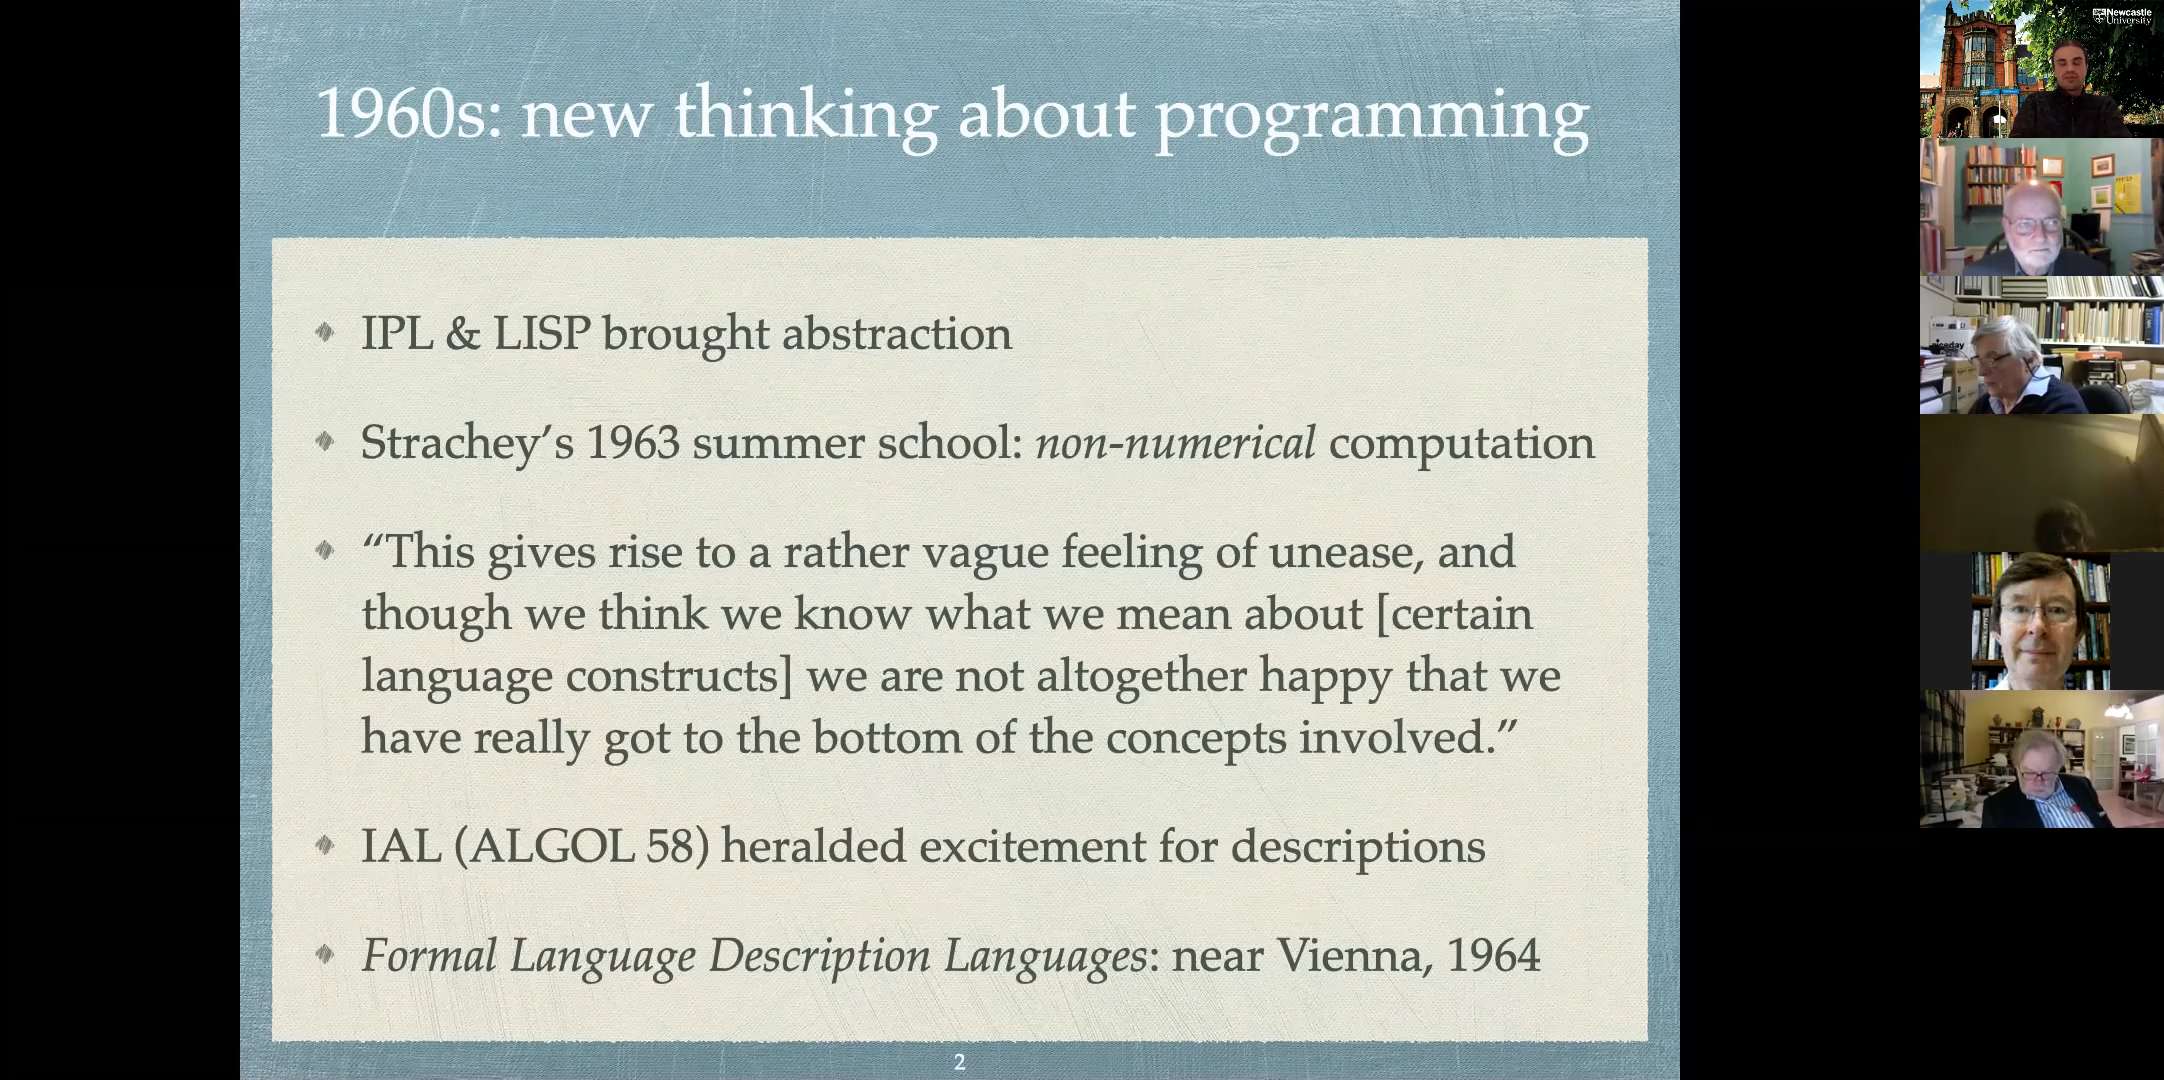 1960s: new thinking about programming
IPL & LISP brought abstraction
Strachey’s 1963 summer school: non-numerical computation
“This gives rise to a rather vague feeling of unease, and
though we think we know what we mean about [certain
language constructs] we are not altogether happy that we
have really got to the bottom of the concepts involved.”
IAL (ALGOL 58) heralded excitement for descriptions
Formal Language Description Languages: near Vienna, 1964
2
Newcastle
University